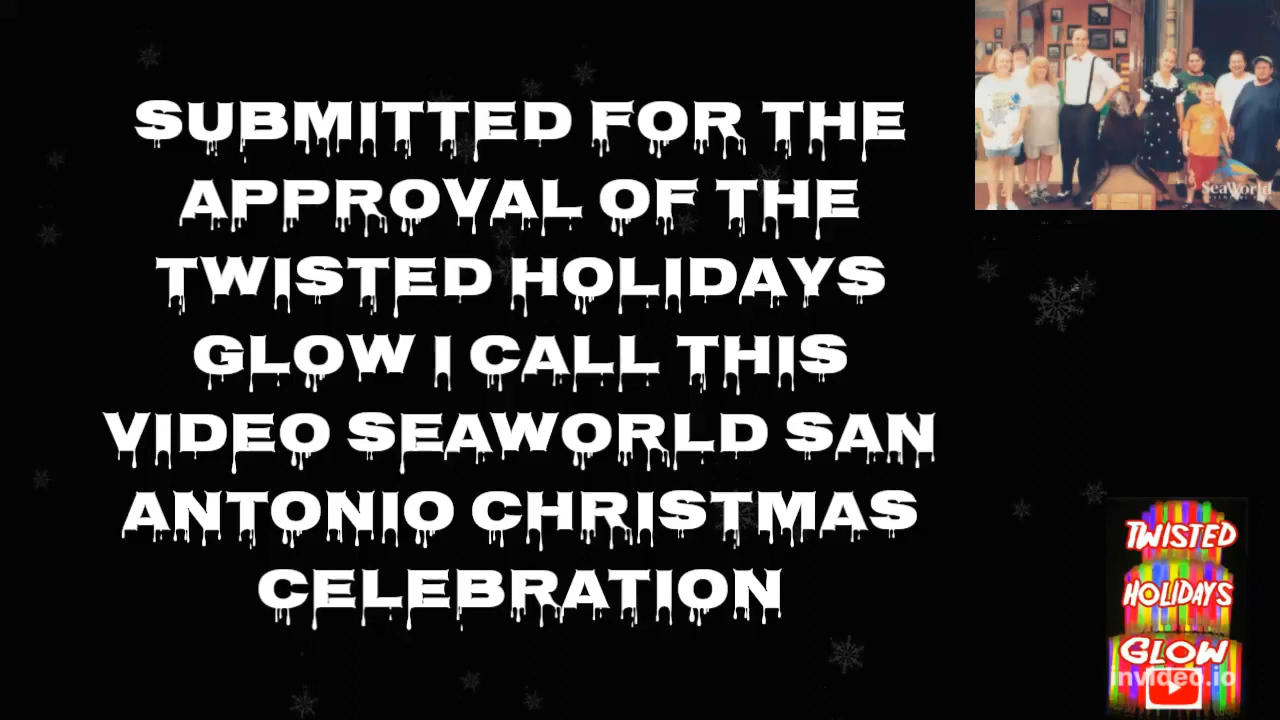 SUBMITTED FOR THE
APPROVAL OF THE
TWISTED HOLIDAYS
GLOW I CALL THIS
VIDEO SEAWORLD SAN
ANTONIO CHRISTMAS
CELEBRATION
SeaWorld
TWISTED
HOLIDAYS
GLOW
invideo.io